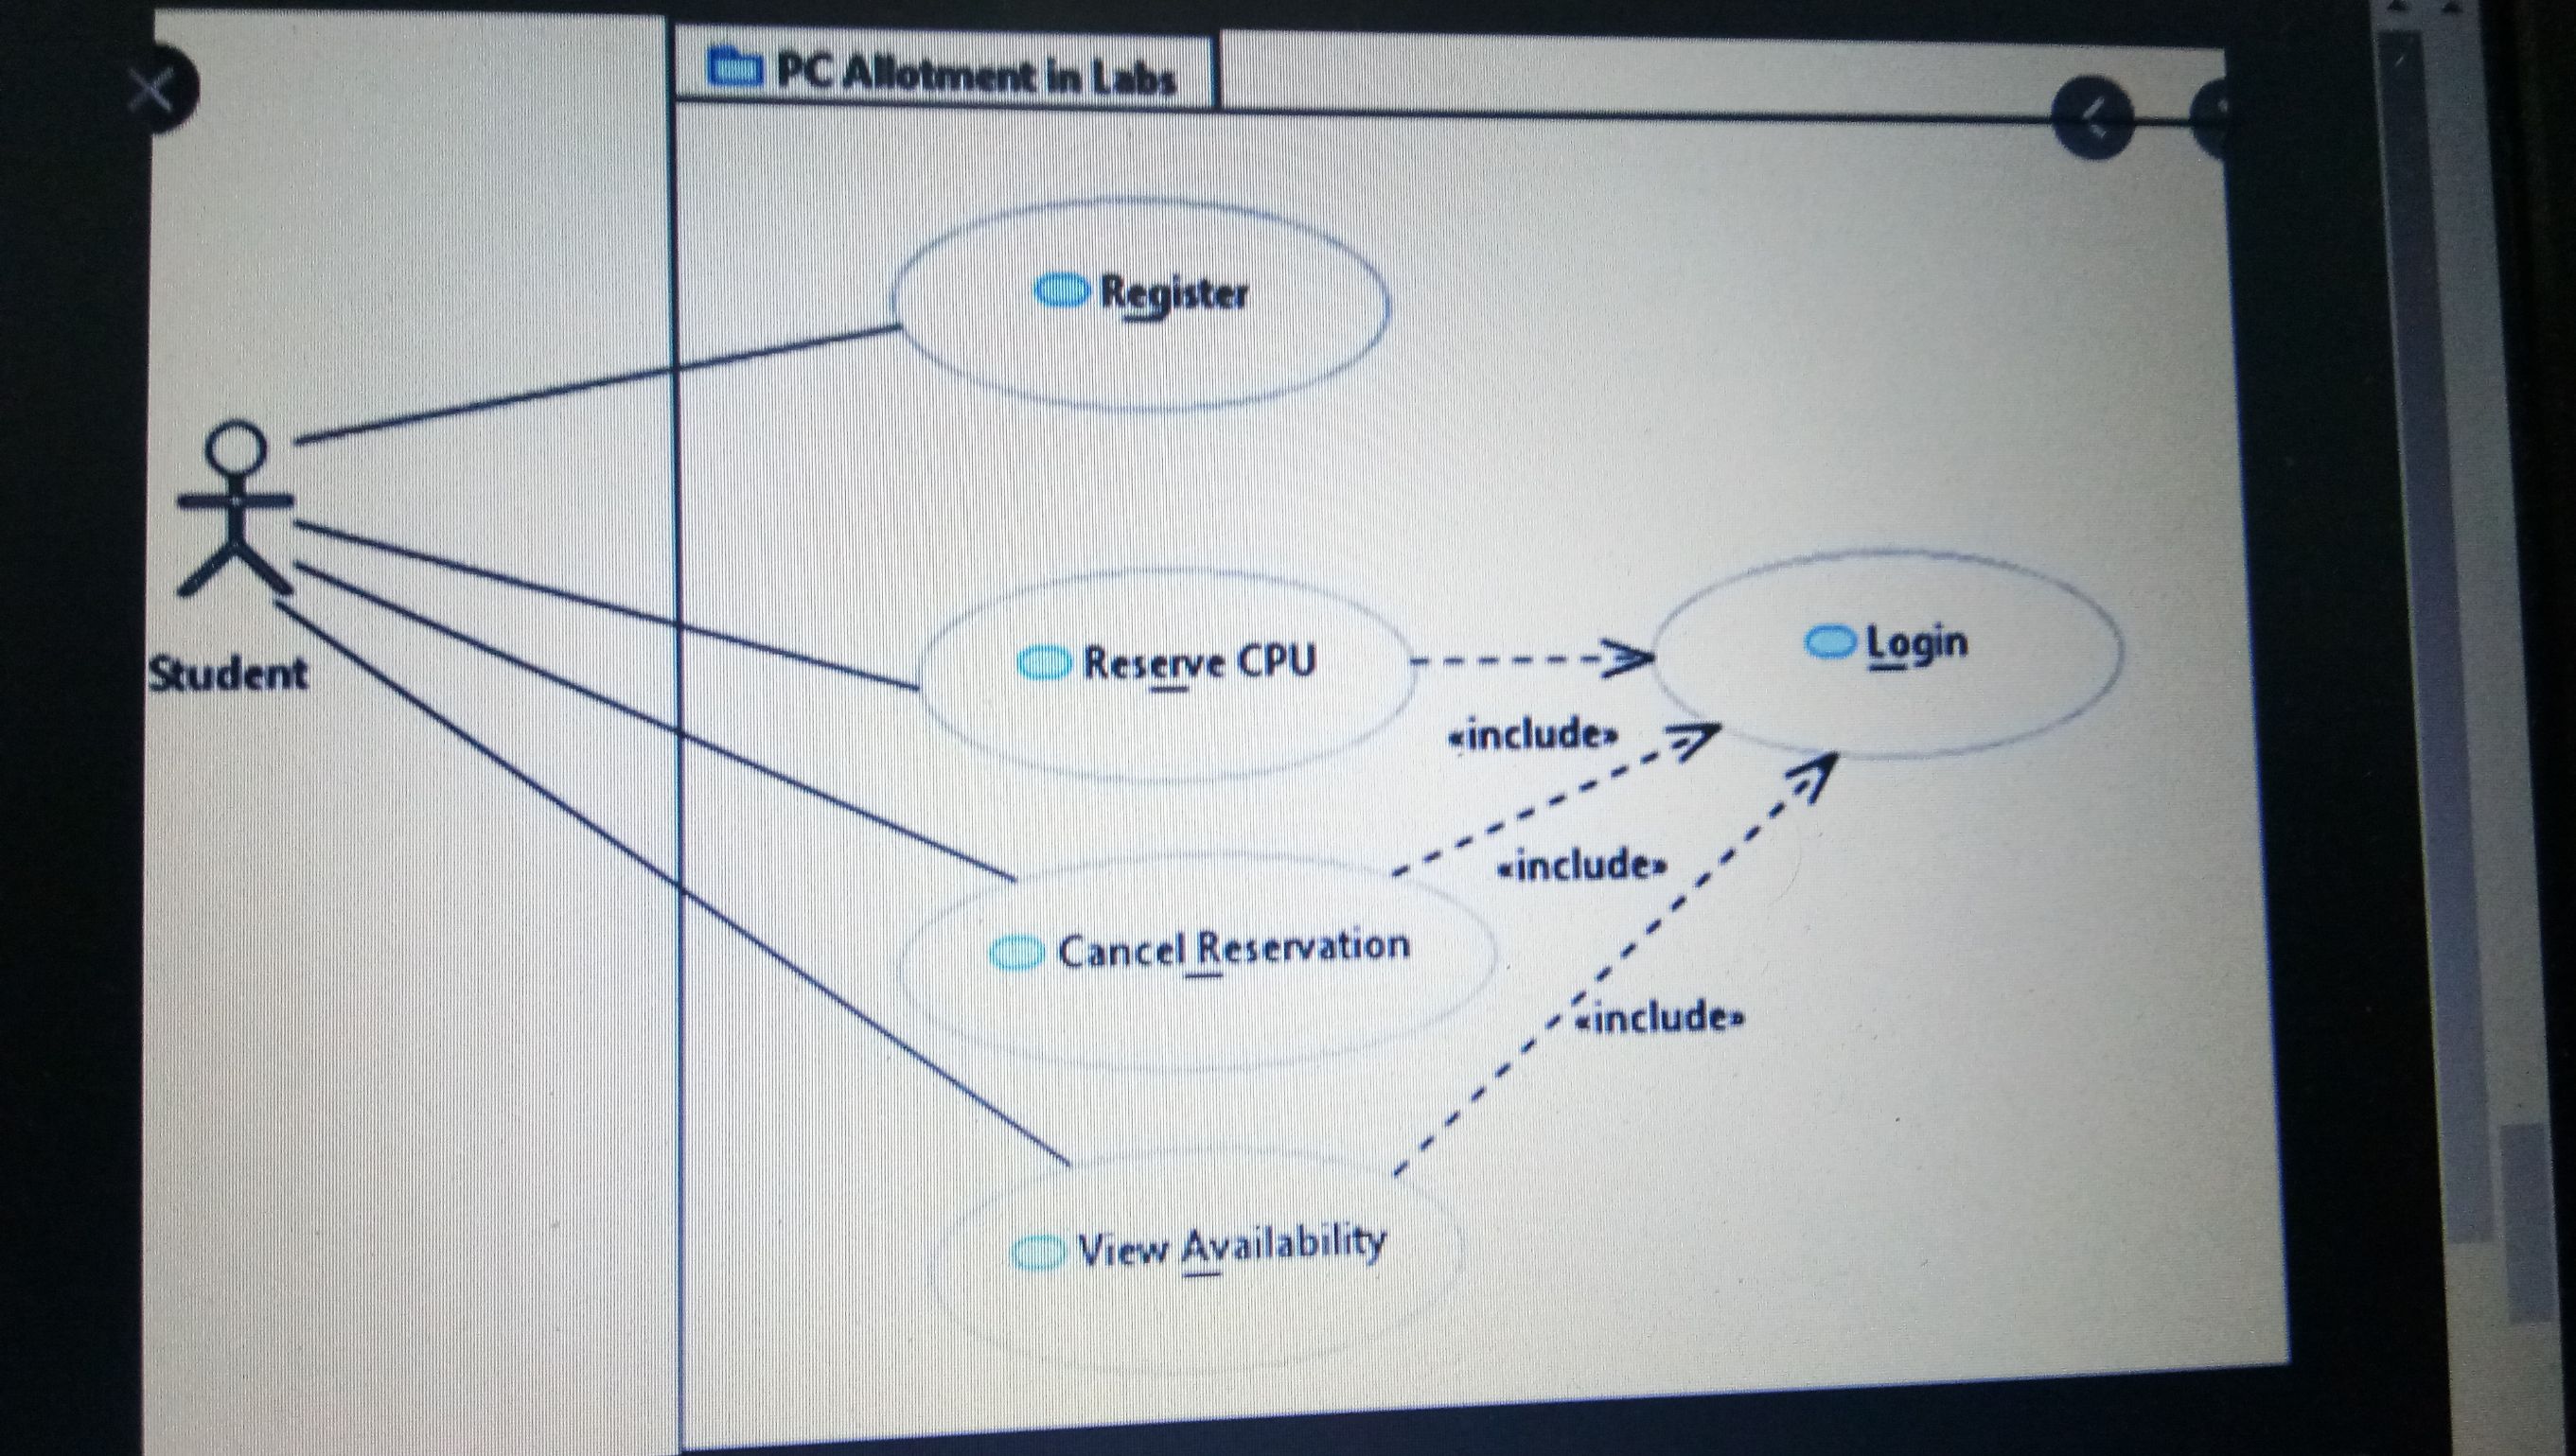 PC Allotment in Labs
Register
Student
Reserve CPU
Login
«include»
«include»
Cancel Reservation
«include»
View Availability